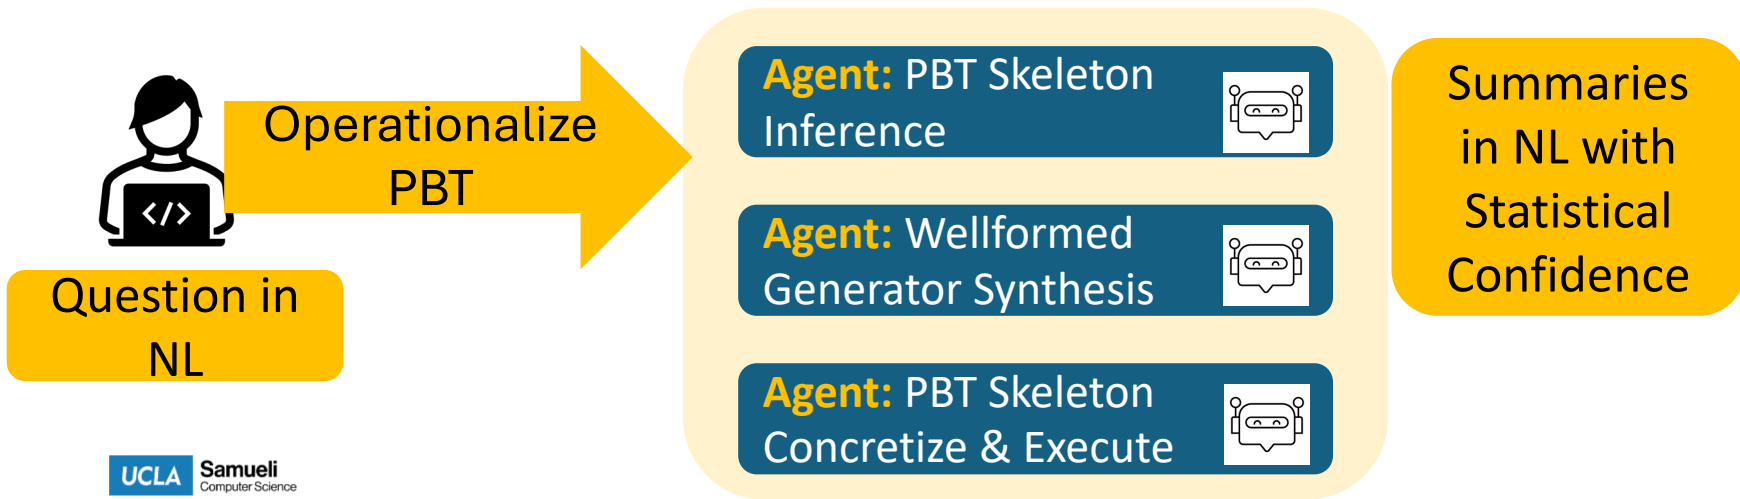 Operationalize
PBT
Question in
NL
Agent: PBT Skeleton
Inference
Agent: Wellformed
Generator Synthesis
Agent: PBT Skeleton
Concretize & Execute
Summaries
in NL with
Statistical
Confidence
</>
UCLA Samueli
Computer Science